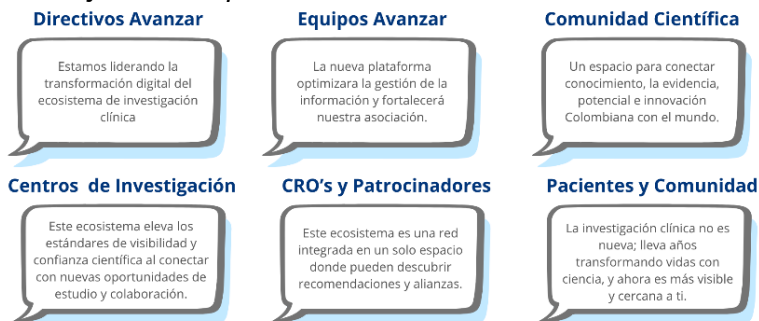 Directivos Avanzar
Estamos liderando la
transformación digital del
ecosistema de investigación
clínica
Equipos Avanzar
La nueva plataforma
optimizara la gestión de la
información y fortalecerá
nuestra asociación.
Comunidad Científica
Un espacio para conectar
conocimiento, la evidencia,
potencial e innovación
Colombiana con el mundo.
Centros de Investigación
Este ecosistema eleva los
estándares de visibilidad y
confianza científica al conectar
con nuevas oportunidades de
estudio y colaboración.
CRO's y Patrocinadores
Este ecosistema es una red
integrada en un solo espacio
donde pueden descubrir
recomendaciones y alianzas.
Pacientes y Comunidad
La investigación clínica no es
nueva; lleva años
transformando vidas con
ciencia, y ahora es más visible
y cercana a ti.